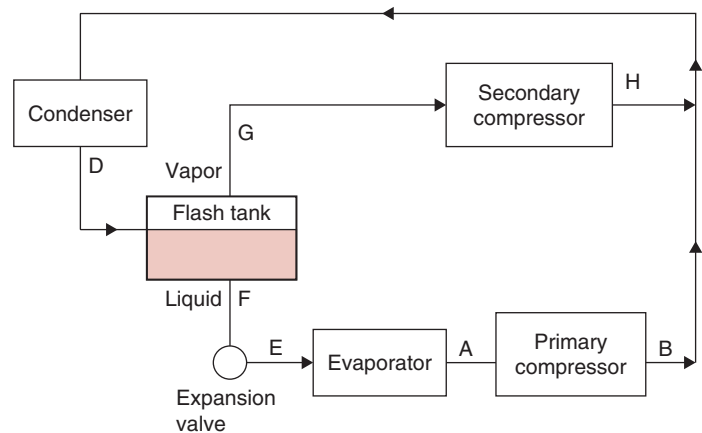 H
Secondary
compressor
Condenser
G
D
Vapor
Flash tank
Liquid F
Primary
compressor
E
A
B
Evaporator
Expansion
valve